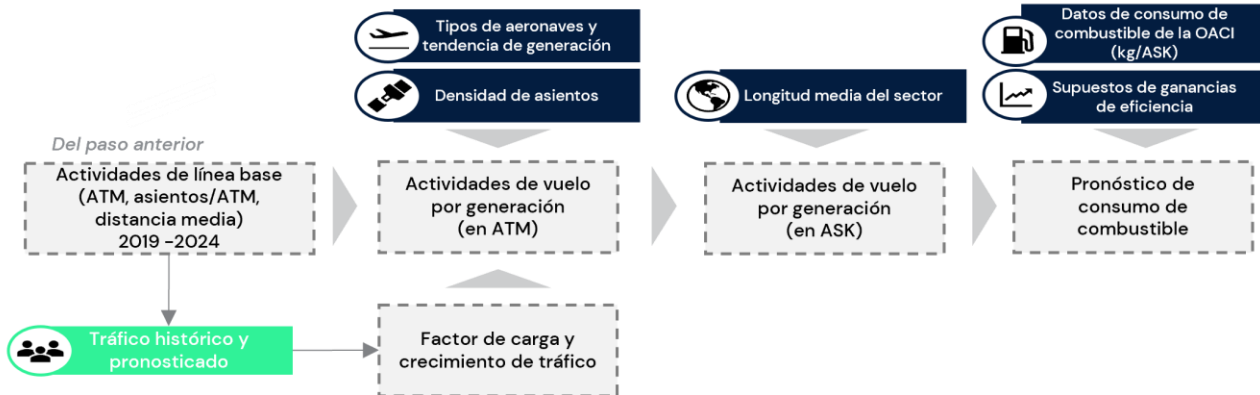 Tipos de aeronaves y
tendencia de generación
Densidad de asientos
Longitud media del sector
Datos de consumo de
combustible de la OACI
(kg/ASK)
Supuestos de ganancias
de eficiencia
Del paso anterior
Actividades de línea base
(ATM, asientos/ATM,
distancia media)
2019 -2024
Actividades de vuelo
por generación
(en ATM)
Actividades de vuelo
por generación
(en ASK)
Pronóstico de
consumo de
combustible
Tráfico histórico y
pronosticado
Factor de carga y
crecimiento de tráfico